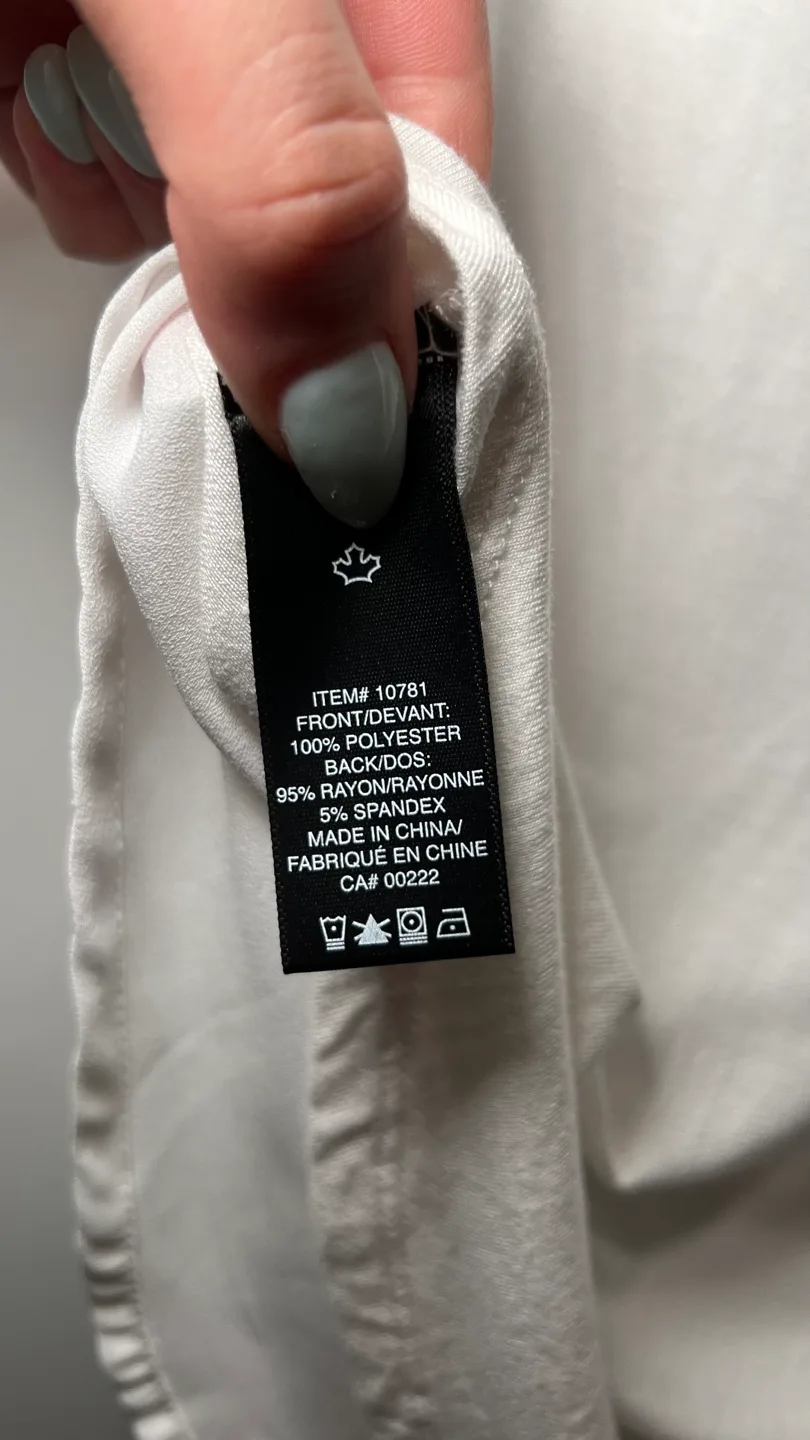 ITEM# 10781
FRONT/DEVANT:
100% POLYESTER
BACK/DOS:
95% RAYON/RAYONNE
5% SPANDEX
MADE IN CHINA/
FABRIQUÉ EN CHINE
CA# 00222